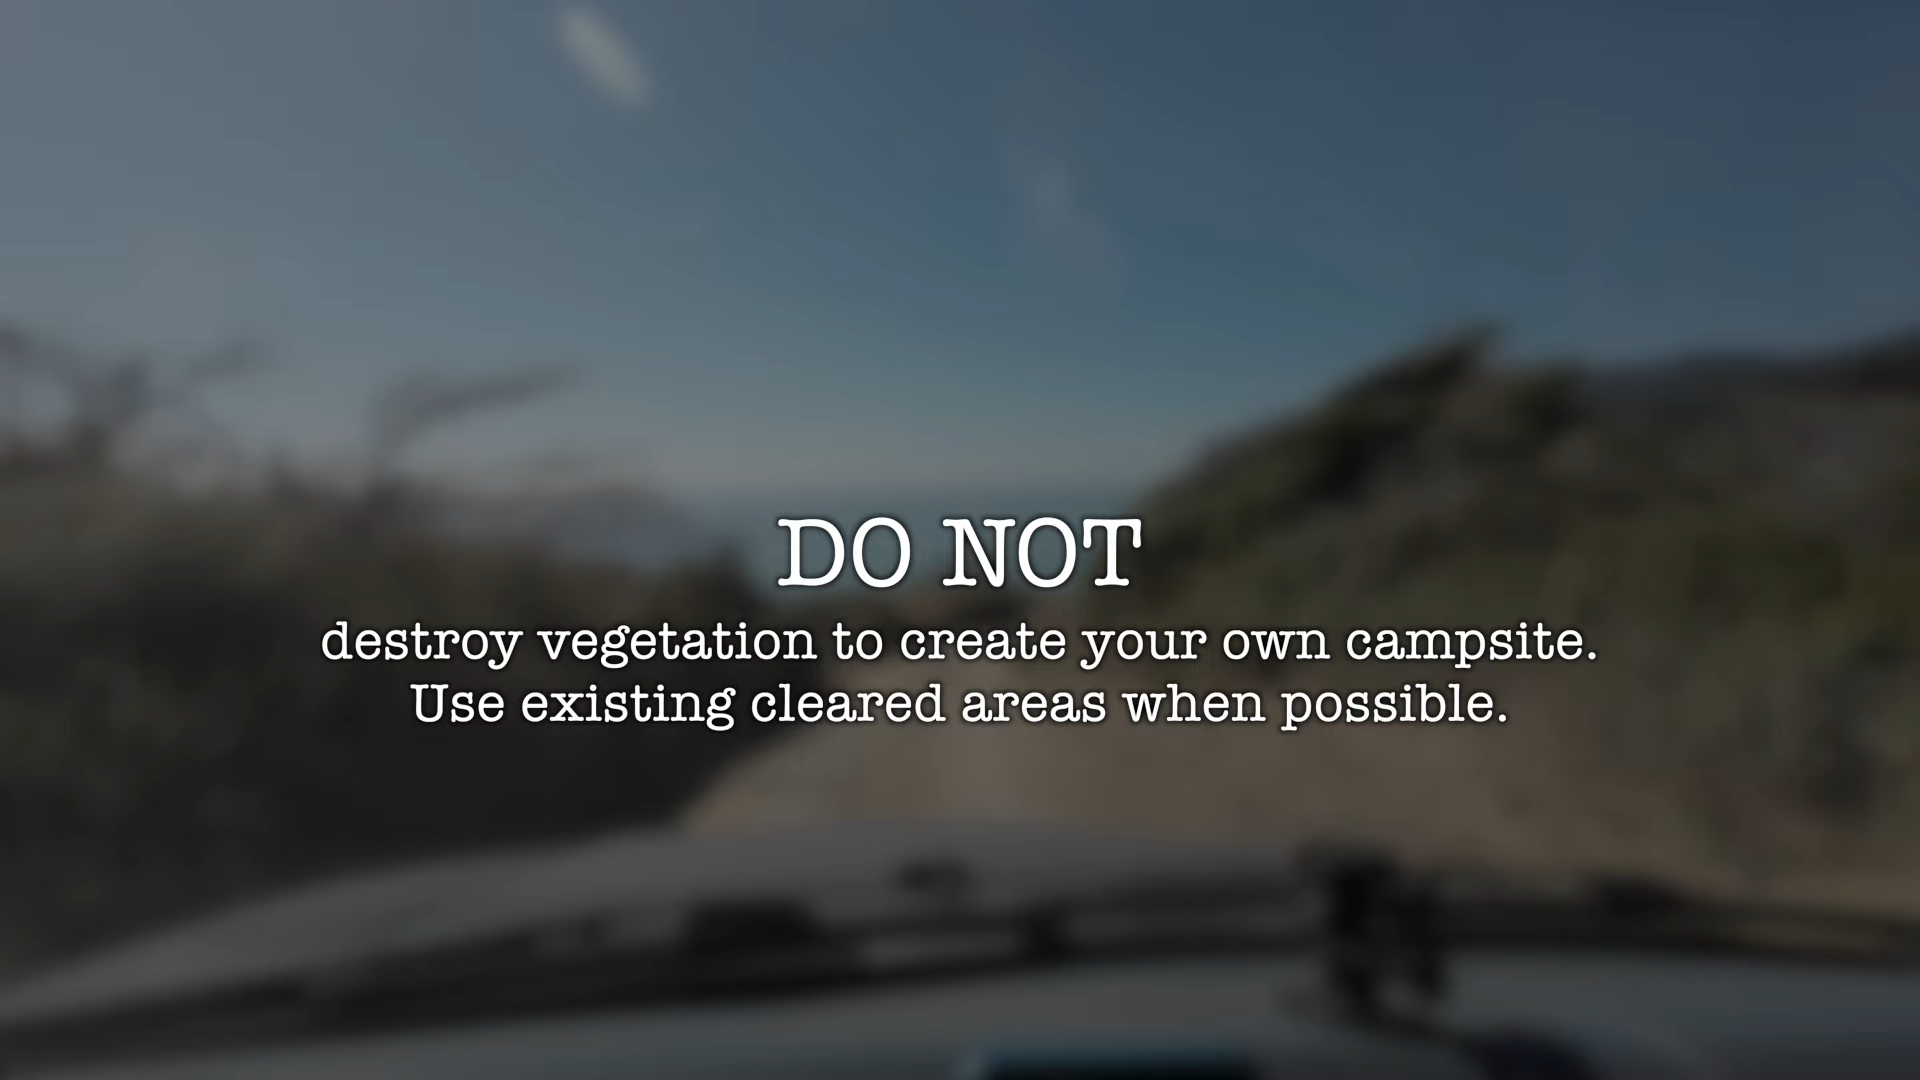 DO NOT
destroy vegetation to create your own campsite.
Use existing cleared areas when possible.